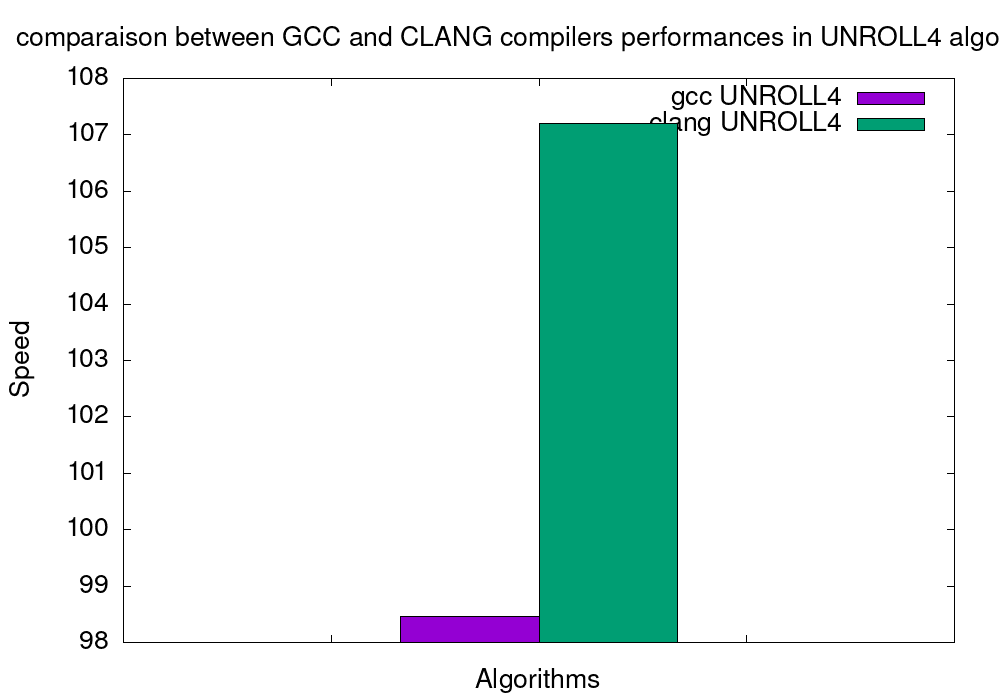 comparaison between GCC and CLANG compilers performances in UNROLL4 algo
108
107
106
105
104
103
102
101
100
99
98
gcc UNROLL4
clang UNROLL4
Speed
Algorithms